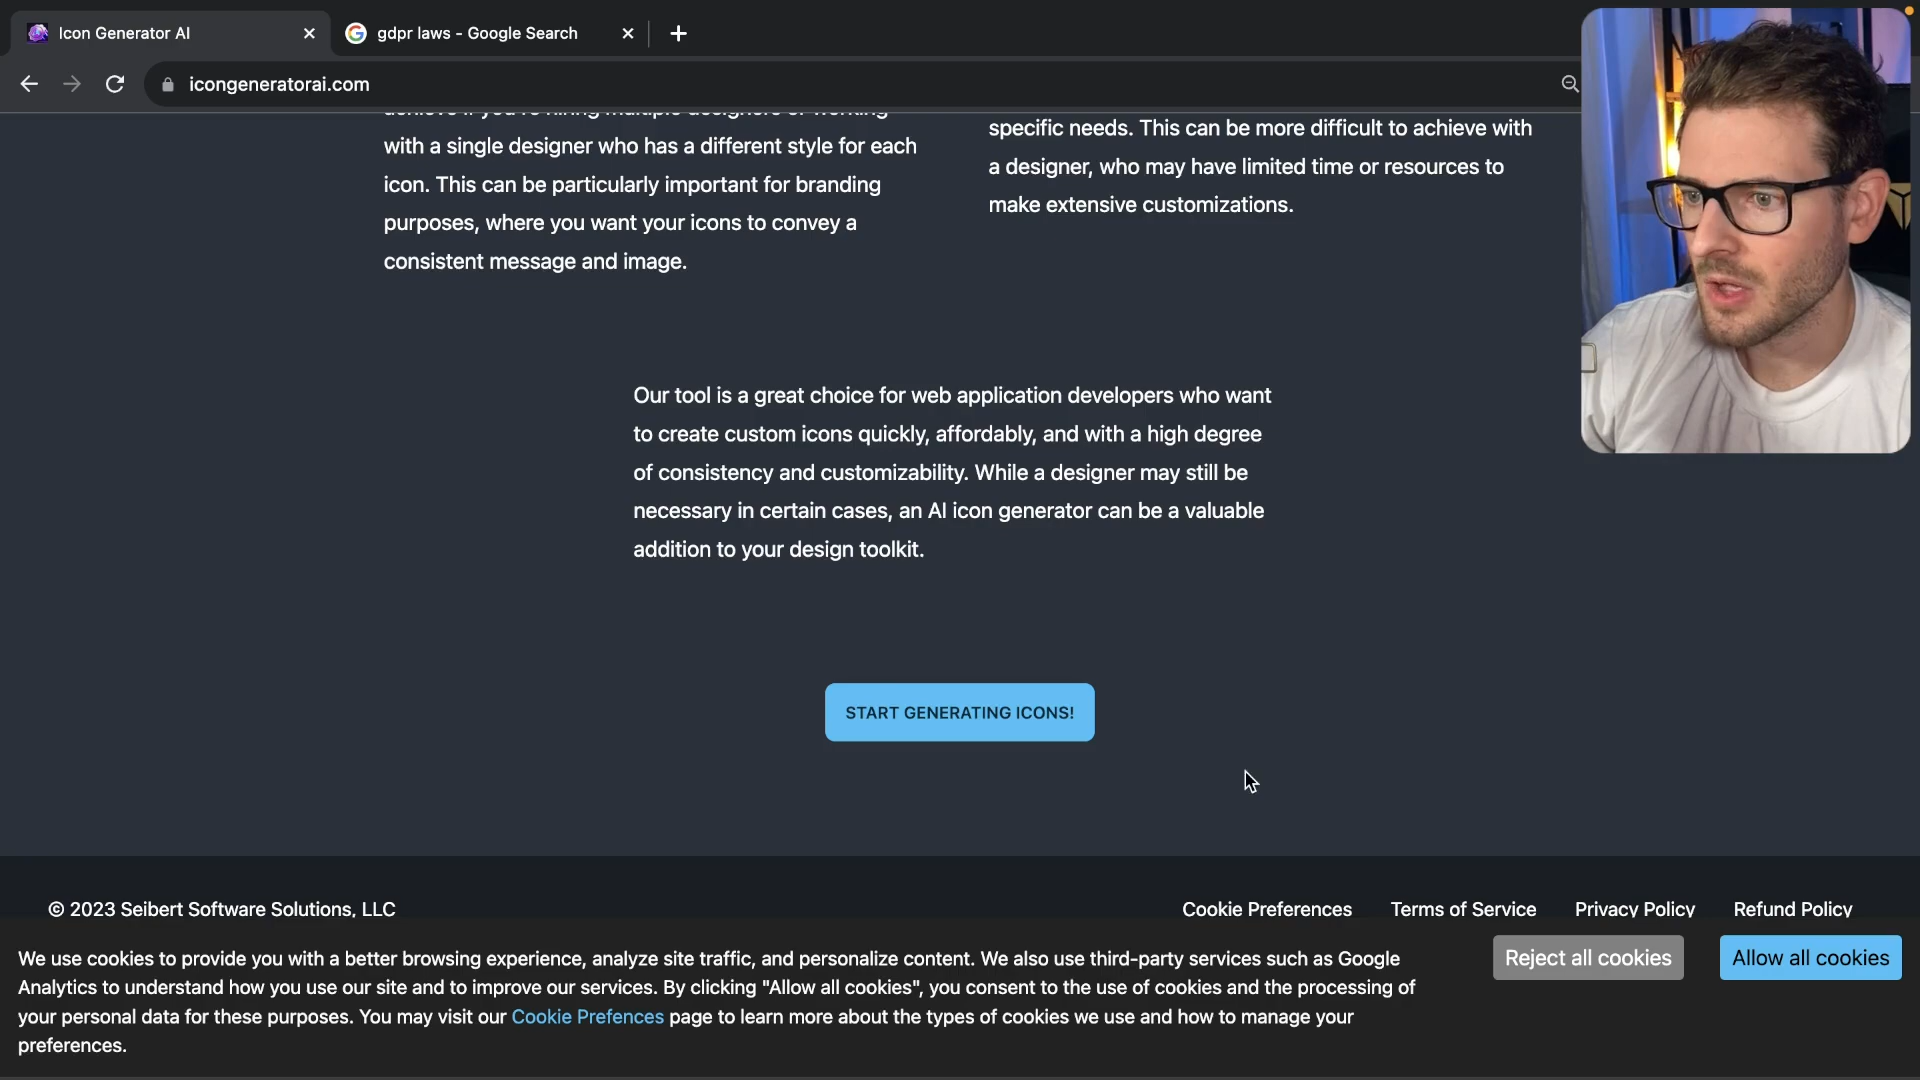 Icon Generator AI
gdpr laws - Google Search
icongeneratorai.com
with a single designer who has a different style for each
icon. This can be particularly important for branding
purposes, where you want your icons to convey a
consistent message and image.
specific needs. This can be more difficult to achieve with
a designer, who may have limited time or resources to
make extensive customizations.
Our tool is a great choice for web application developers who want
to create custom icons quickly, affordably, and with a high degree
of consistency and customizability. While a designer may still be
necessary in certain cases, an AI icon generator can be a valuable
addition to your design toolkit.
START GENERATING ICONS!
© 2023 Seibert Software Solutions, LLC
Cookie Preferences Terms of Service Privacy Policy Refund Policy
We use cookies to provide you with a better browsing experience, analyze site traffic, and personalize content. We also use third-party services such as Google
Analytics to understand how you use our site and to improve our services. By clicking "Allow all cookies", you consent to the use of cookies and the processing of
your personal data for these purposes. You may visit our Cookie Prefences page to learn more about the types of cookies we use and how to manage your
preferences.
Reject all cookies
Allow all cookies